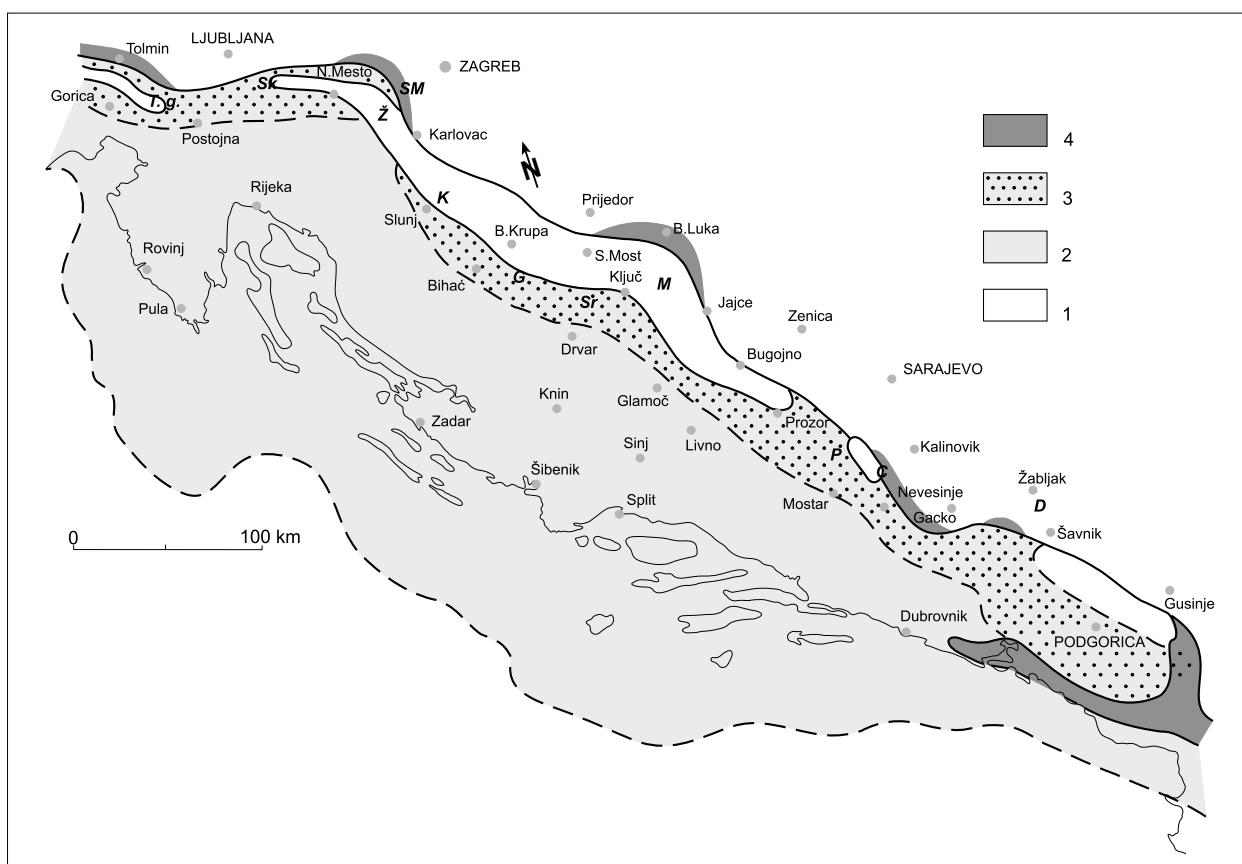 LJUBLJANA
Tolmin
ZAGREB
N.Mesto
Sk
SM
Gorica
T. g.
Ž
Postojna
Karlovac
N
4
3
2
1
Rijeka
K
Prijedor
Slunj
B.Krupa
B.Luka
S.Most
Rovinj
Bihać
G
Ključ
M
Sr
Pula
Jajce
Zenica
Drvar
Bugojno
SARAJEVO
Knin
Glamoč
Zadar
Prozor
Sinj
Livno
Kalinovik
P
C
Šibenik
Žabljak
Mostar
Nevesinje
D
Split
Gacko
Šavnik
0
100 km
Gusinje
Dubrovnik
PODGORICA